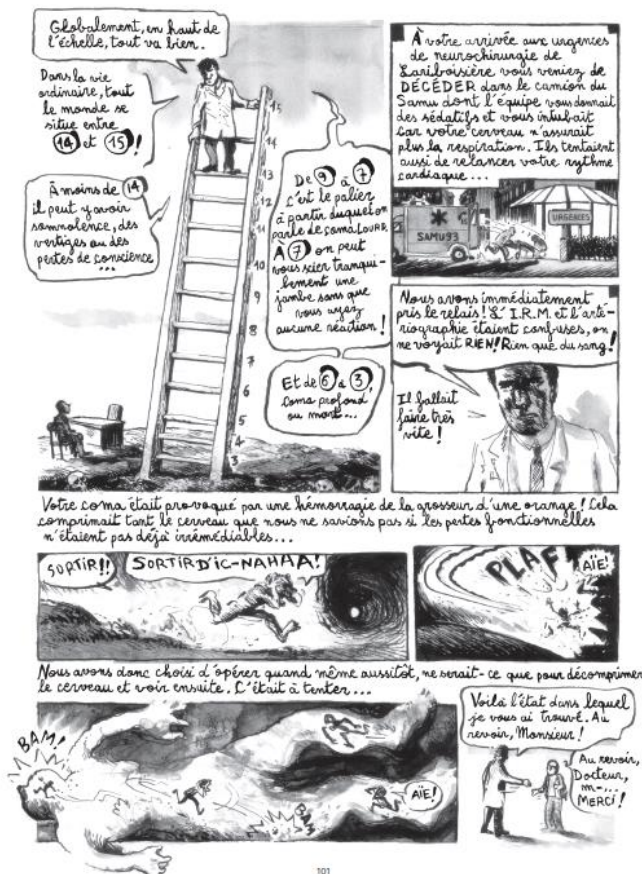 Globalement, en haut de
l'échelle, tout va bien.
Dans la vie
ordinaire, tout
le monde se
situe entre
14 et 15 !
À moins de 14
il peut y avoir
somnolence, des
vertiges ou des
pertes de conscience
...
15
14
13
12
11
10
9
8
7
6
5
4
3
De 9 à 7
c'est le palier
à partir duquel on
parle de coma LOURD.
À 7 on peut
vous scier tranqui-
lement une
jambe sans que
vous ayez
aucune réaction !
Et de 6 à 3,
coma profond
ou mort...
À votre arrivée aux urgences
de neurochirurgie de
Lariboisière vous veniez de
DÉCÉDER dans le camion du
Samu dont l'équipe vous donnait
des sédatifs et vous intubait
car votre cerveau n'assurait
plus la respiration. Ils tentaient
aussi de relancer votre rythme
cardiaque...
SAMU 93
URGENCES
Nous avons immédiatement
pris le relais ! L'I.R.M. et l'arté-
riographie étaient confuses, on
ne voyait RIEN ! Rien que du sang !
Il fallait
faire très
vite !
Votre coma était provoqué par une hémorragie de la grosseur d'une orange ! Cela
comprimait tant le cerveau que nous ne savions pas si les pertes fonctionnelles
n'étaient pas déjà irrémédiables...
SORTIR !!
SORTIR D'IC-NAHAA !
PLAF
AÏE !
Nous avons donc choisi d'opérer quand même aussitôt, ne serait-ce que pour décomprimer
le cerveau et voir ensuite. C'était à tenter...
BAM !
BAM
AÏE !
Voilà l'état dans lequel
je vous ai trouvé. Au
revoir, Monsieur !
Au revoir,
Docteur,
m-...
MERCI !
101